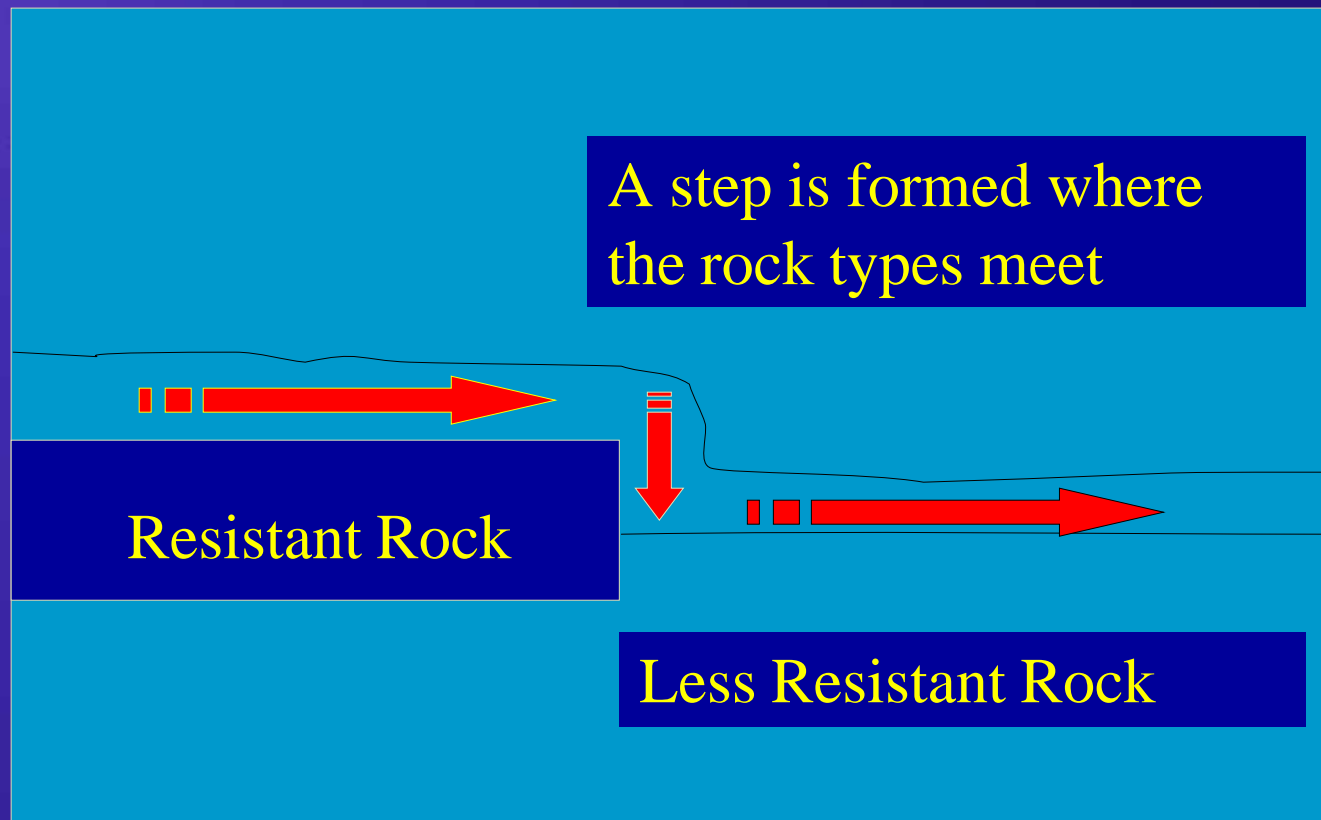 A step is formed where
the rock types meet
Resistant Rock
Less Resistant Rock